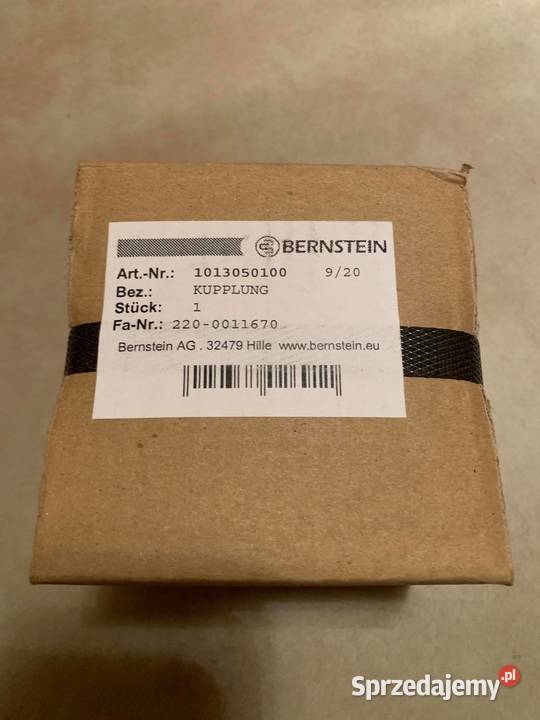 BERNSTEIN
Art.-Nr.: 1013050100 9/20
Bez.: KUPPLUNG
Stück: 1
Fa-Nr.: 220-0011670
Bernstein AG . 32479 Hille www.bernstein.eu
Sprzedajemy.pl